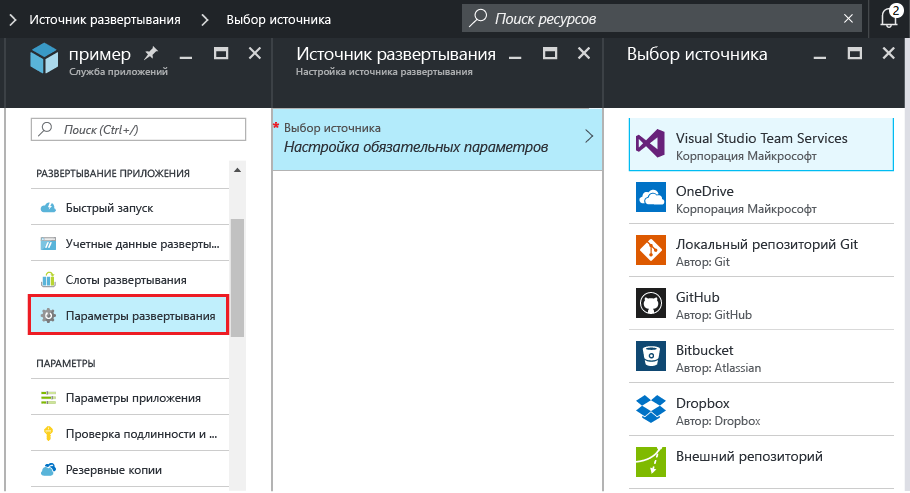 Источник развертывания
Выбор источника
Поиск ресурсов
2
пример
Служба приложений
Поиск (Ctrl+/)
РАЗВЕРТЫВАНИЕ ПРИЛОЖЕНИЯ
Быстрый запуск
Учетные данные разверты...
Слоты развертывания
Параметры развертывания
ПАРАМЕТРЫ
Параметры приложения
Проверка подлинности и ...
Резервные копии
Источник развертывания
Настройка источника развертывания
* Выбор источника
Настройка обязательных параметров
Выбор источника
Visual Studio Team Services
Корпорация Майкрософт
OneDrive
Корпорация Майкрософт
Локальный репозиторий Git
Автор: Git
GitHub
Автор: GitHub
Bitbucket
Автор: Atlassian
Dropbox
Автор: Dropbox
Внешний репозиторий